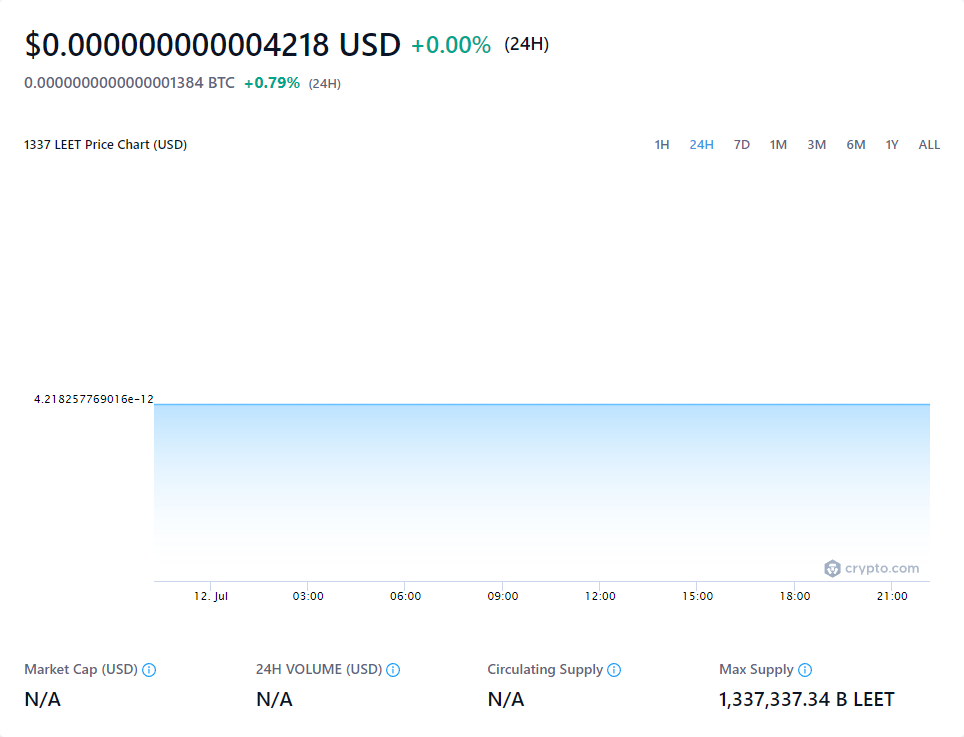 $0.000000000004218 USD +0.00% (24H)
0.0000000000000001384 BTC +0.79% (24H)
1337 LEET Price Chart (USD) 1H 24H 7D 1M 3M 6M 1Y ALL
4.218257769016e-12
crypto.com
12. Jul 03:00 06:00 09:00 12:00 15:00 18:00 21:00
Market Cap (USD) 24H VOLUME (USD) Circulating Supply Max Supply
N/A N/A N/A 1,337,337.34 B LEET